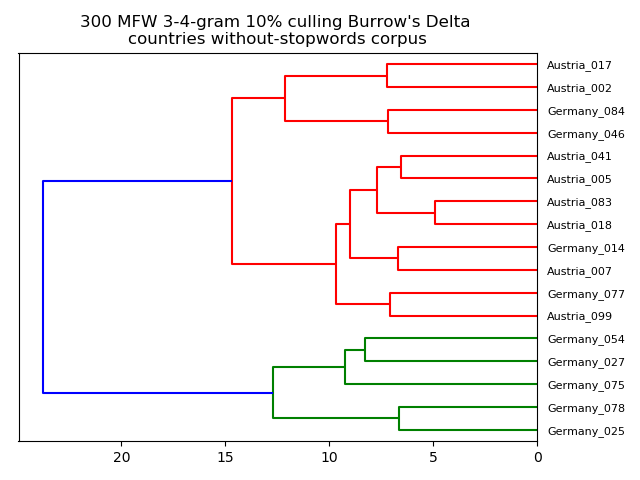 300 MFW 3-4-gram 10% culling Burrow's Delta
countries without-stopwords corpus
Austria_017
Austria_002
Germany_084
Germany_046
Austria_041
Austria_005
Austria_083
Austria_018
Germany_014
Austria_007
Germany_077
Austria_099
Germany_054
Germany_027
Germany_075
Germany_078
Germany_025
20 15 10 5 0